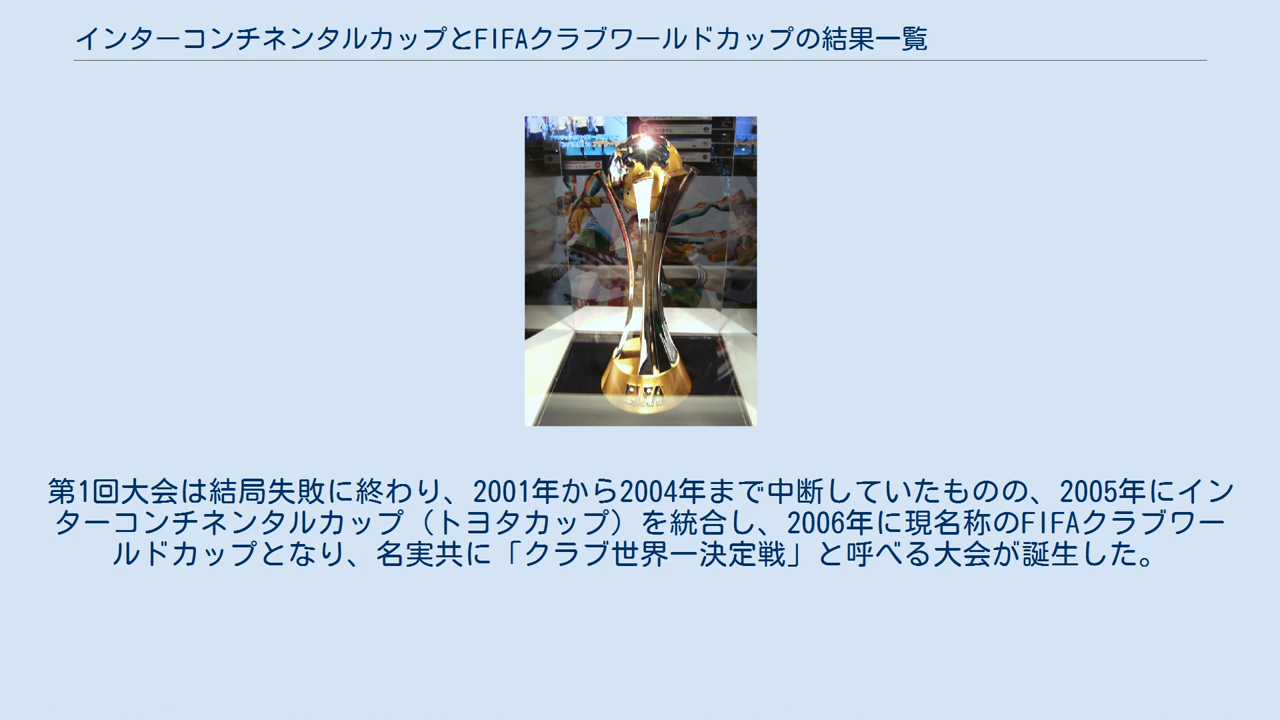 インターコンチネンタルカップとFIFAクラブワールドカップの結果一覧
FIFA
第1回大会は結局失敗に終わり、2001年から2004年まで中断していたものの、2005年にイン
ターコンチネンタルカップ（トヨタカップ）を統合し、2006年に現名称のFIFAクラブワー
ルドカップとなり、名実共に「クラブ世界一決定戦」と呼べる大会が誕生した。